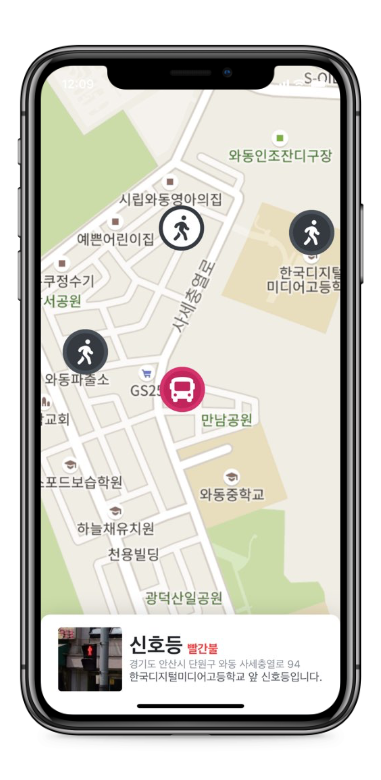 12:09
S-OIL
와동인조잔디구장
시립와동영아의집
예쁜어린이집
쿠정수기
서공원
한국디지털
미디어고등학
사세충열로
와동파출소
GS25
교회
만남공원
스포드보습학원
와동중학교
하늘채유치원
천용빌딩
광덕산일공원
신호등 빨간불
경기도 안산시 단원구 와동 사세충열로 94
한국디지털미디어고등학교 앞 신호등입니다.